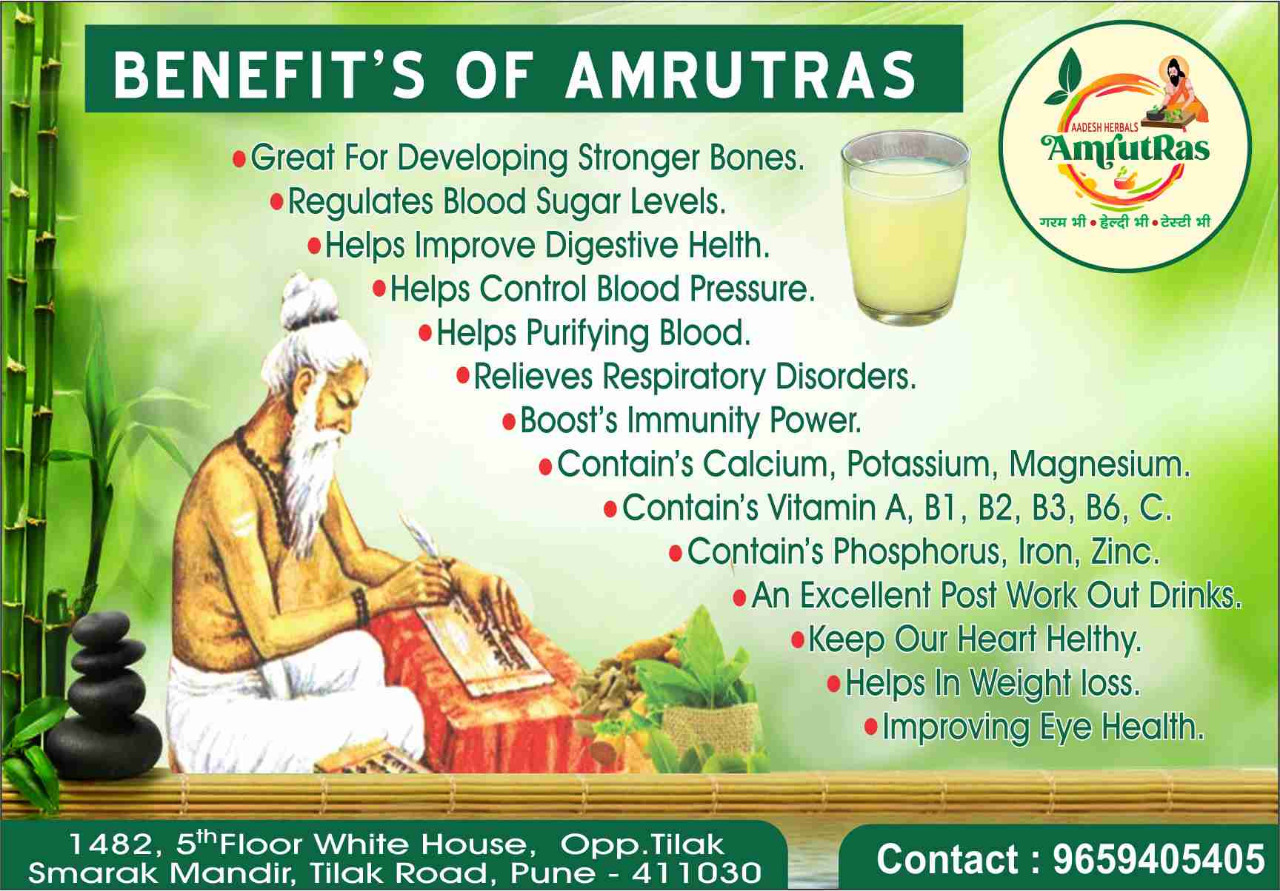 BENEFIT'S OF AMRUTRAS
AADESH HERBALS
AmrutRas
गरम भी • हेल्दी भी • टेस्टी भी
•Great For Developing Stronger Bones.
•Regulates Blood Sugar Levels.
•Helps Improve Digestive Helth.
•Helps Control Blood Pressure.
•Helps Purifying Blood.
•Relieves Respiratory Disorders.
•Boost's Immunity Power.
•Contain's Calcium, Potassium, Magnesium.
•Contain's Vitamin A, B1, B2, B3, B6, C.
•Contain's Phosphorus, Iron, Zinc.
•An Excellent Post Work Out Drinks.
•Keep Our Heart Helthy.
•Helps In Weight loss.
•Improving Eye Health.
1482, 5th Floor White House, Opp.Tilak
Smarak Mandir, Tilak Road, Pune - 411030
Contact : 9659405405